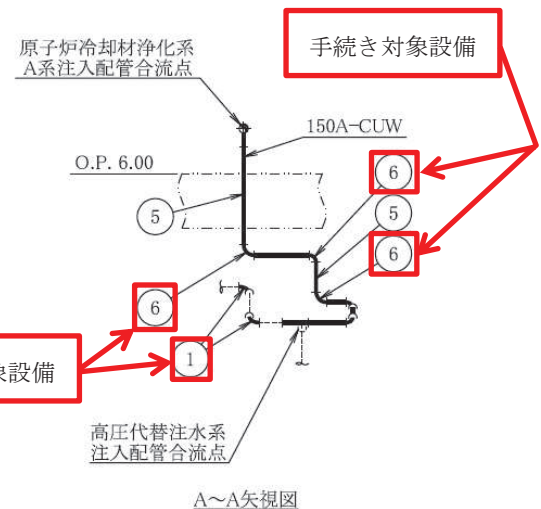 原子炉冷却材浄化系
A系注入配管合流点
手続き対象設備
150A-CUW
O.P. 6.00
6
5
5
6
6
1
象設備
高圧代替注水系
注入配管合流点
A～A矢視図